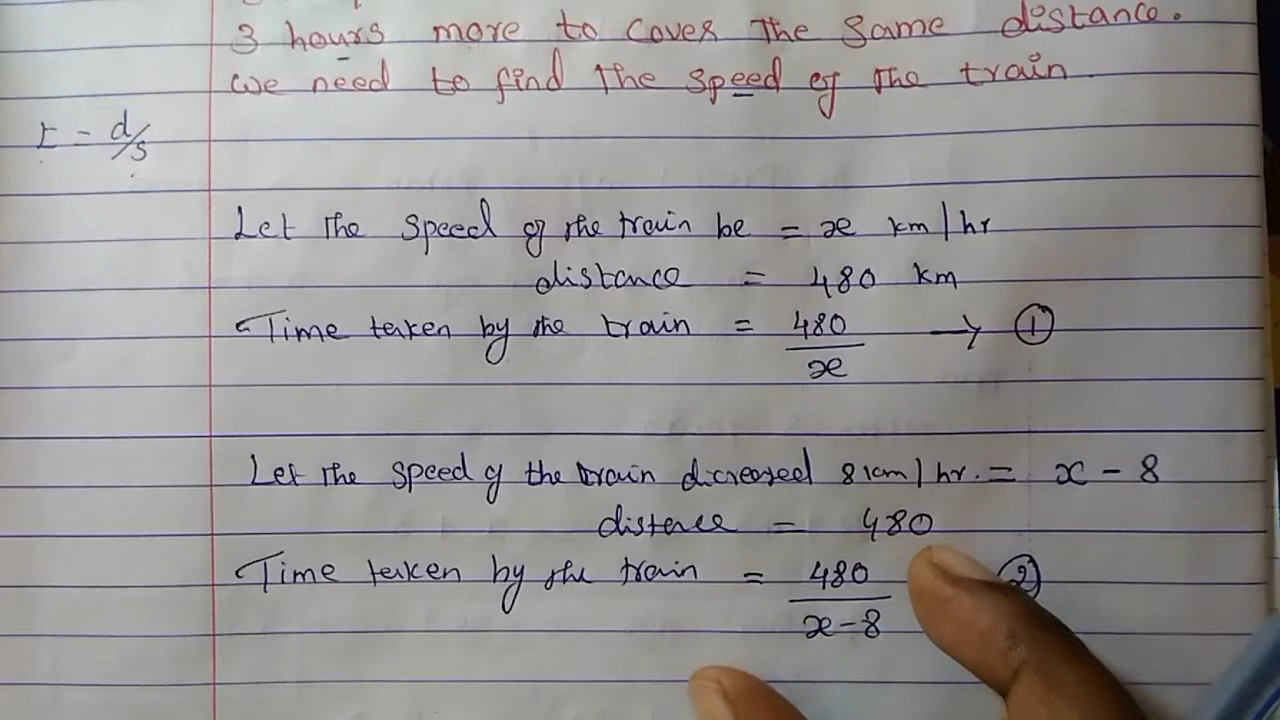 3 hours more to cover the same distance.
we need to find the speed of the train
t = d/s
Let the speed of the train be = x km/hr
distance = 480 km
Time taken by the train = 480/x → ①
Let the speed of the train dicreased 8 km/hr. = x - 8
distance = 480
Time taken by the train = 480/x-8 ②